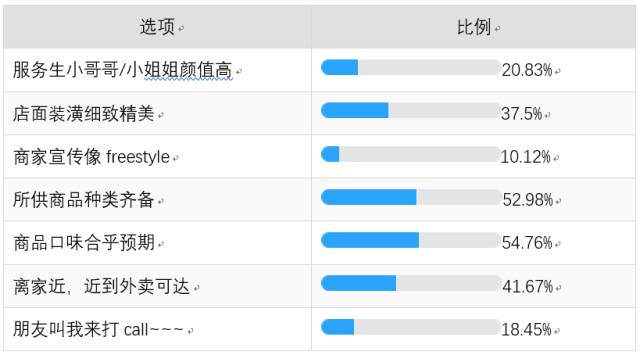 选项 比例
服务生小哥哥/小姐姐颜值高 20.83%
店面装潢细致精美 37.5%
商家宣传像 freestyle 10.12%
所供商品种类齐备 52.98%
商品口味合乎预期 54.76%
离家近，近到外卖可达 41.67%
朋友叫我来打 call~~~ 18.45%